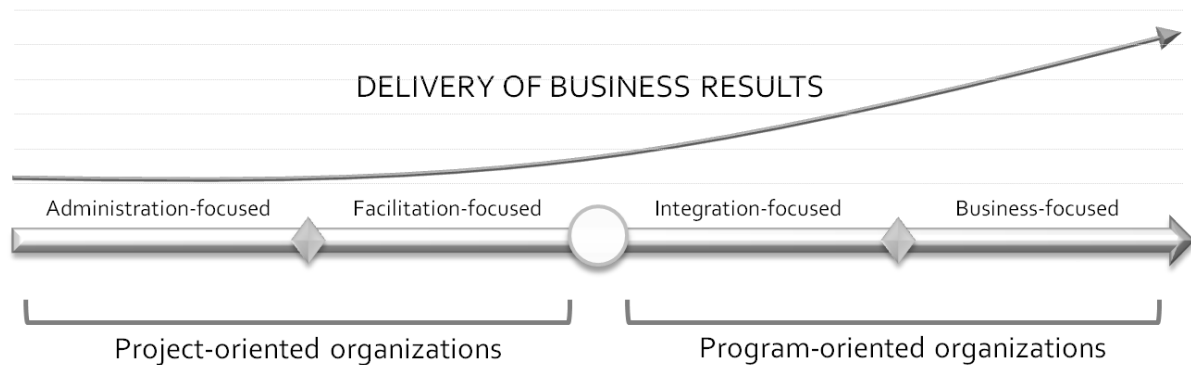 DELIVERY OF BUSINESS RESULTS
Administration-focused
Facilitation-focused
Integration-focused
Business-focused
Project-oriented organizations
Program-oriented organizations